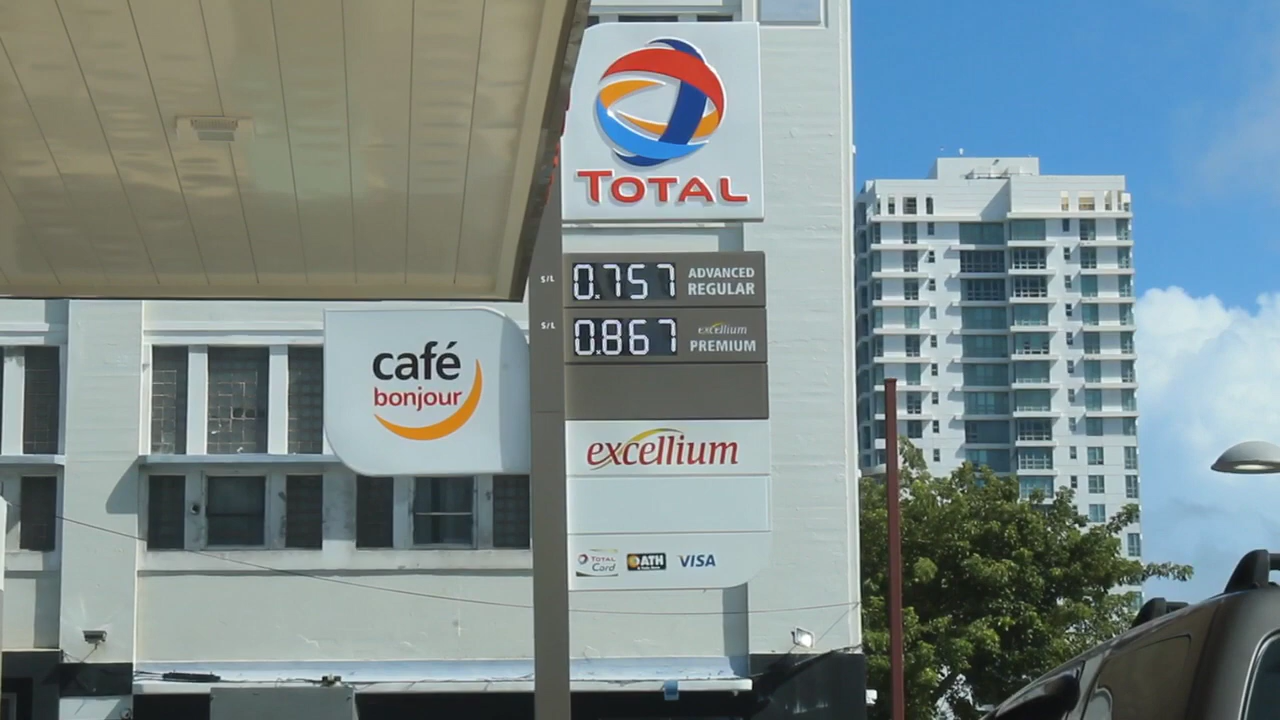 TOTAL
$/L
0.757
ADVANCED
REGULAR
$/L
0.867
excellium
PREMIUM
café
bonjour
excellium
TOTAL
Card
ATH
VISA